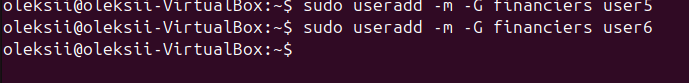 oleksii@oleksii-VirtualBox:~$ sudo useradd -m -G financiers user5
oleksii@oleksii-VirtualBox:~$ sudo useradd -m -G financiers user6
oleksii@oleksii-VirtualBox:~$